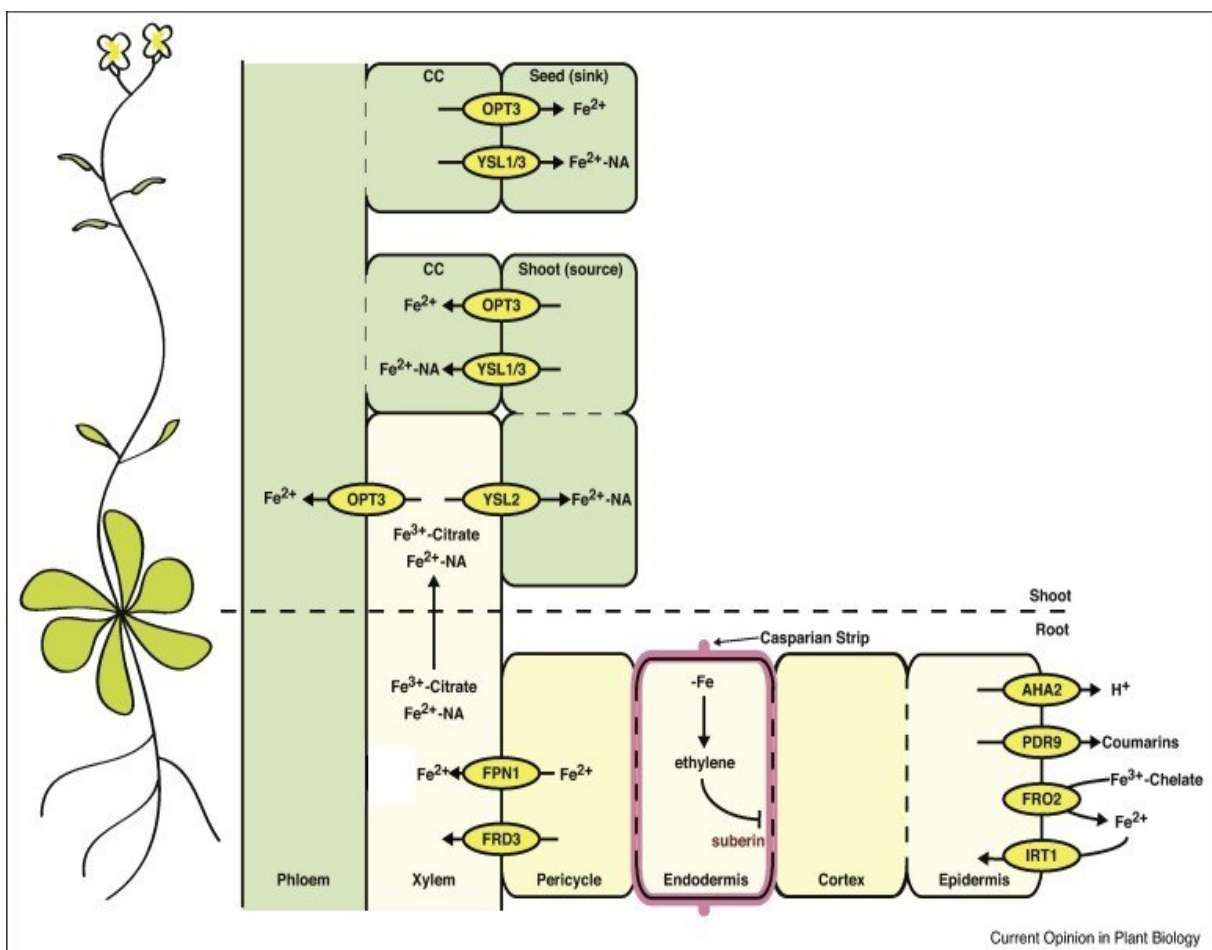 CC Seed (sink)
OPT3 Fe2+
YSL1/3 Fe2+-NA
CC Shoot (source)
Fe2+ OPT3
Fe2+-NA YSL1/3
Fe2+ OPT3 YSL2 Fe2+-NA
Fe3+-Citrate
Fe2+-NA
Shoot
Root
Casparian Strip
Fe3+-Citrate
Fe2+-NA
-Fe
ethylene
suberin
Fe2+ FPN1 Fe2+
FRD3
AHA2 H+
PDR9 Coumarins
Fe3+-Chelate
FRO2
Fe2+
IRT1
Phloem Xylem Pericycle Endodermis Cortex Epidermis
Current Opinion in Plant Biology